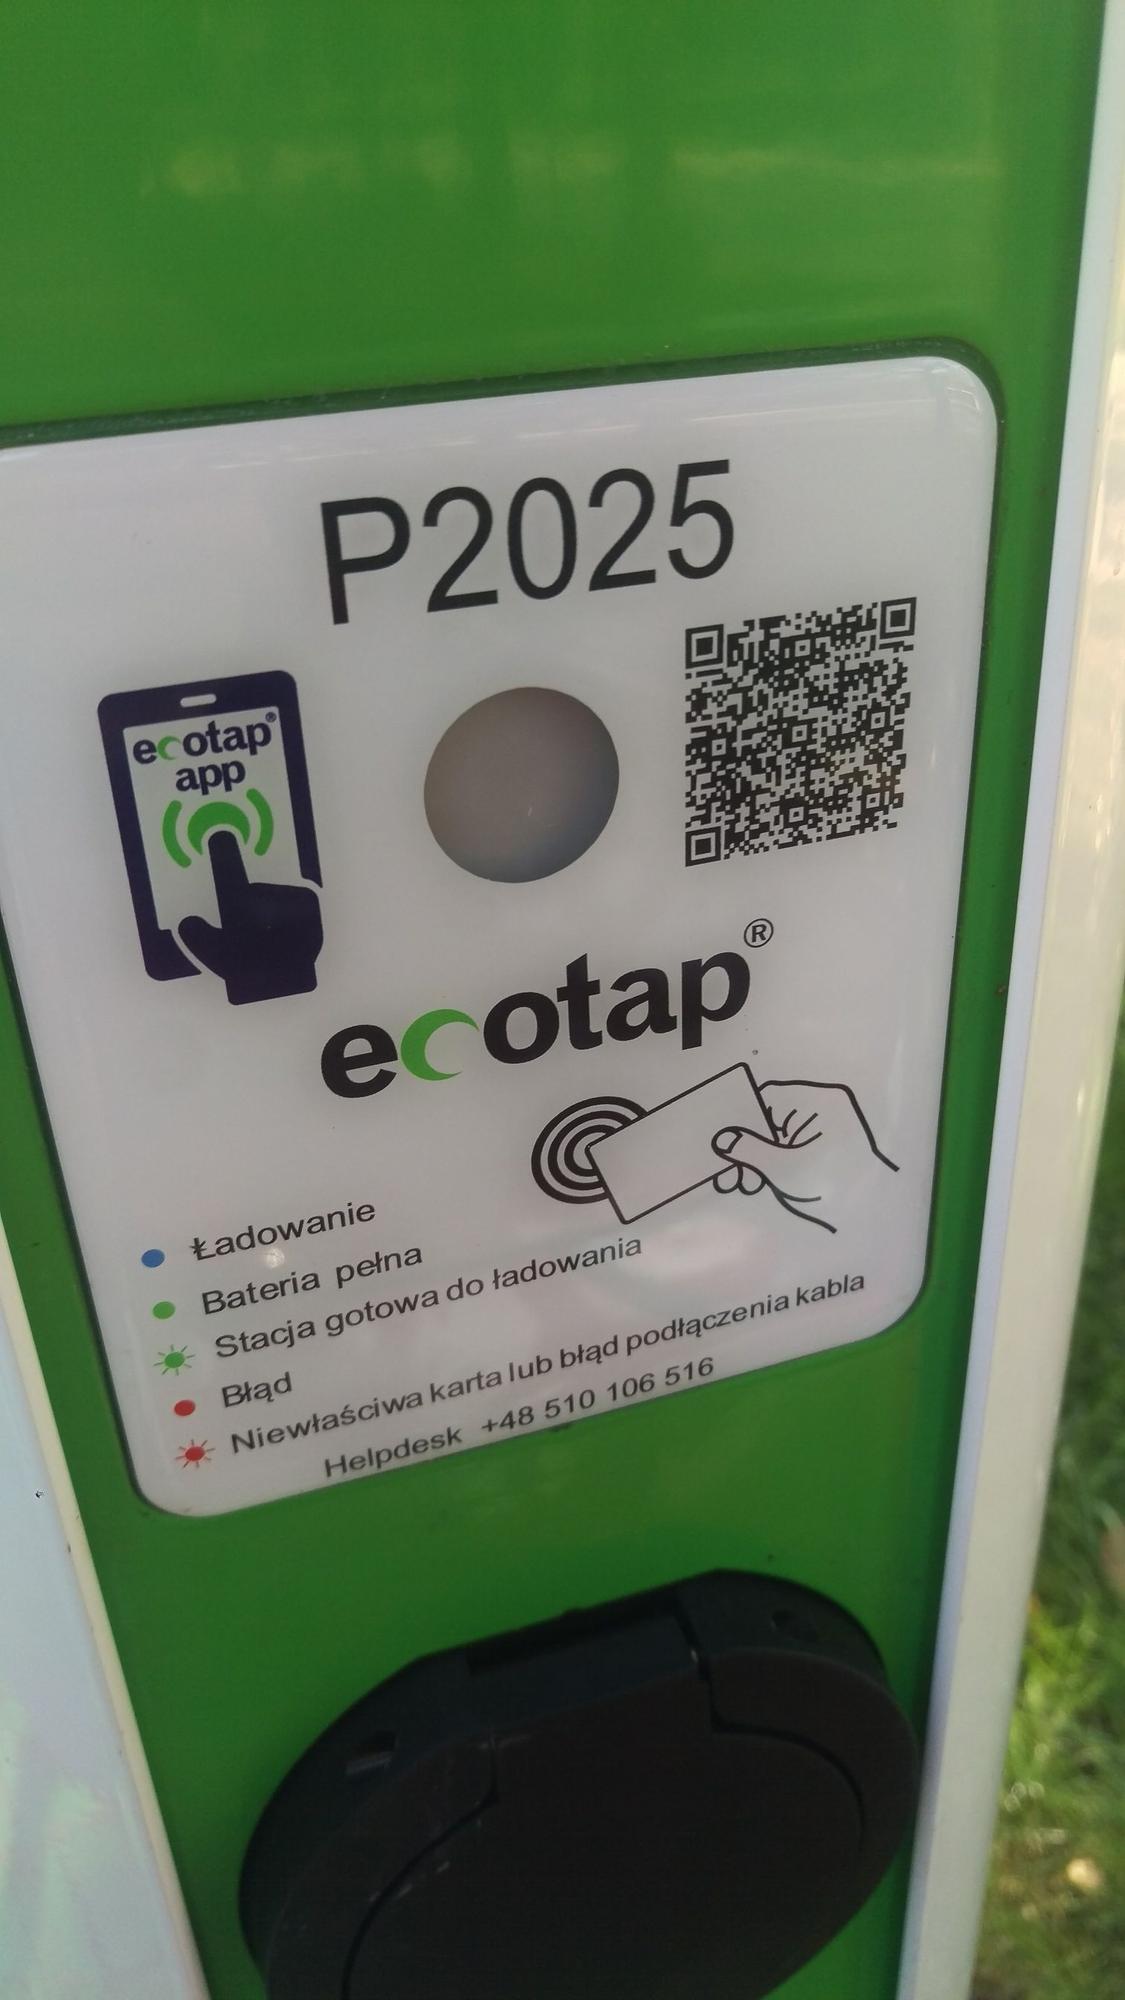 P2025
ecotap®
app
ecotap®
Ładowanie
Bateria pełna
Stacja gotowa do ładowania
Błąd
Niewłaściwa karta lub błąd podłączenia kabla
Helpdesk +48 510 106 516